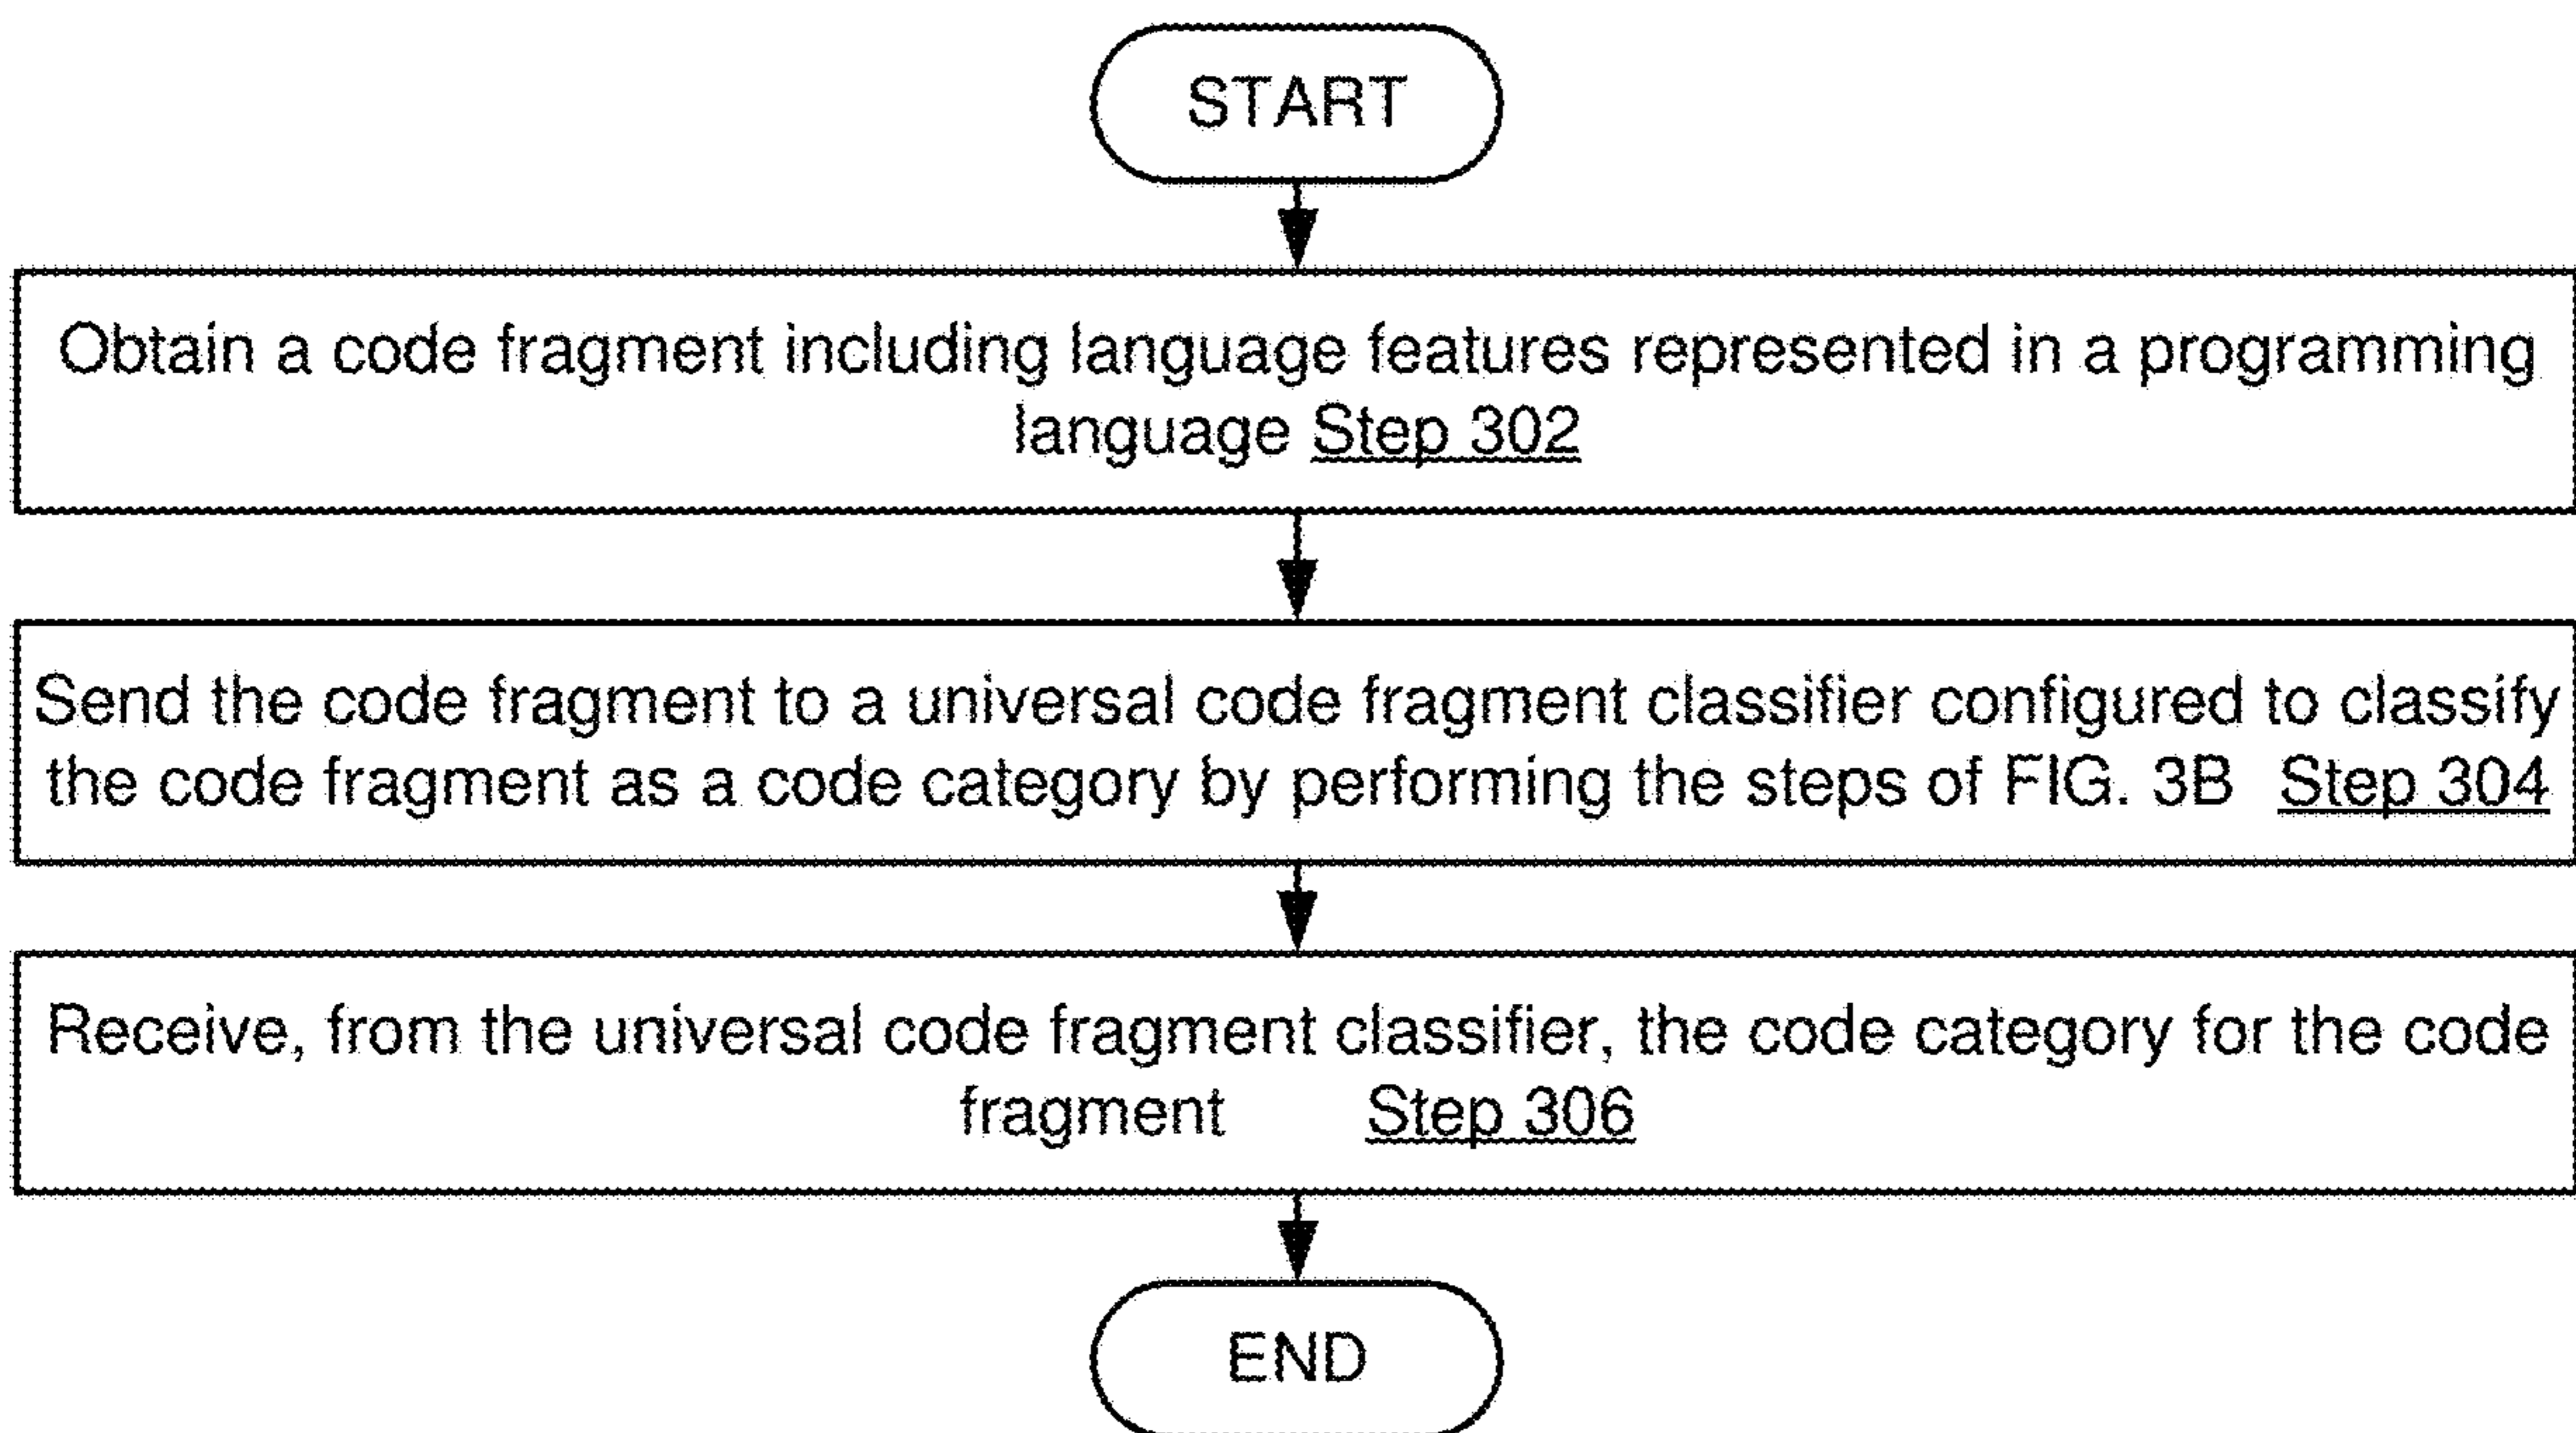 START
Obtain a code fragment including language features represented in a programming
language Step 302
Send the code fragment to a universal code fragment classifier configured to classify
the code fragment as a code category by performing the steps of FIG. 3B Step 304
Receive, from the universal code fragment classifier, the code category for the code
fragment Step 306
END